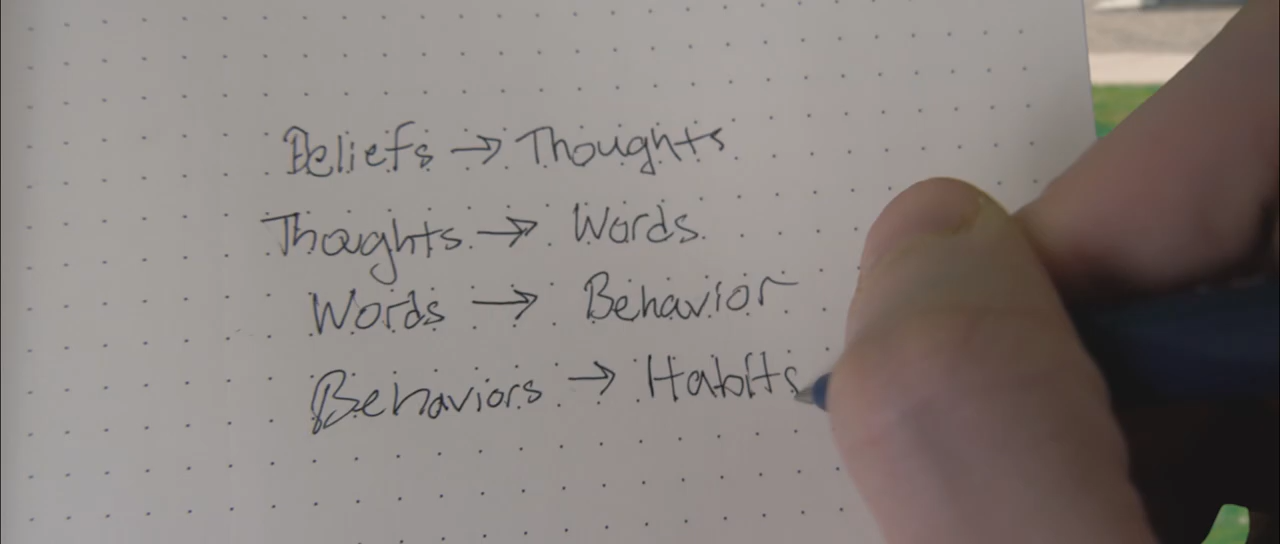 Beliefs → Thoughts
Thoughts → Words
Words → Behavior
Behaviors → Habits